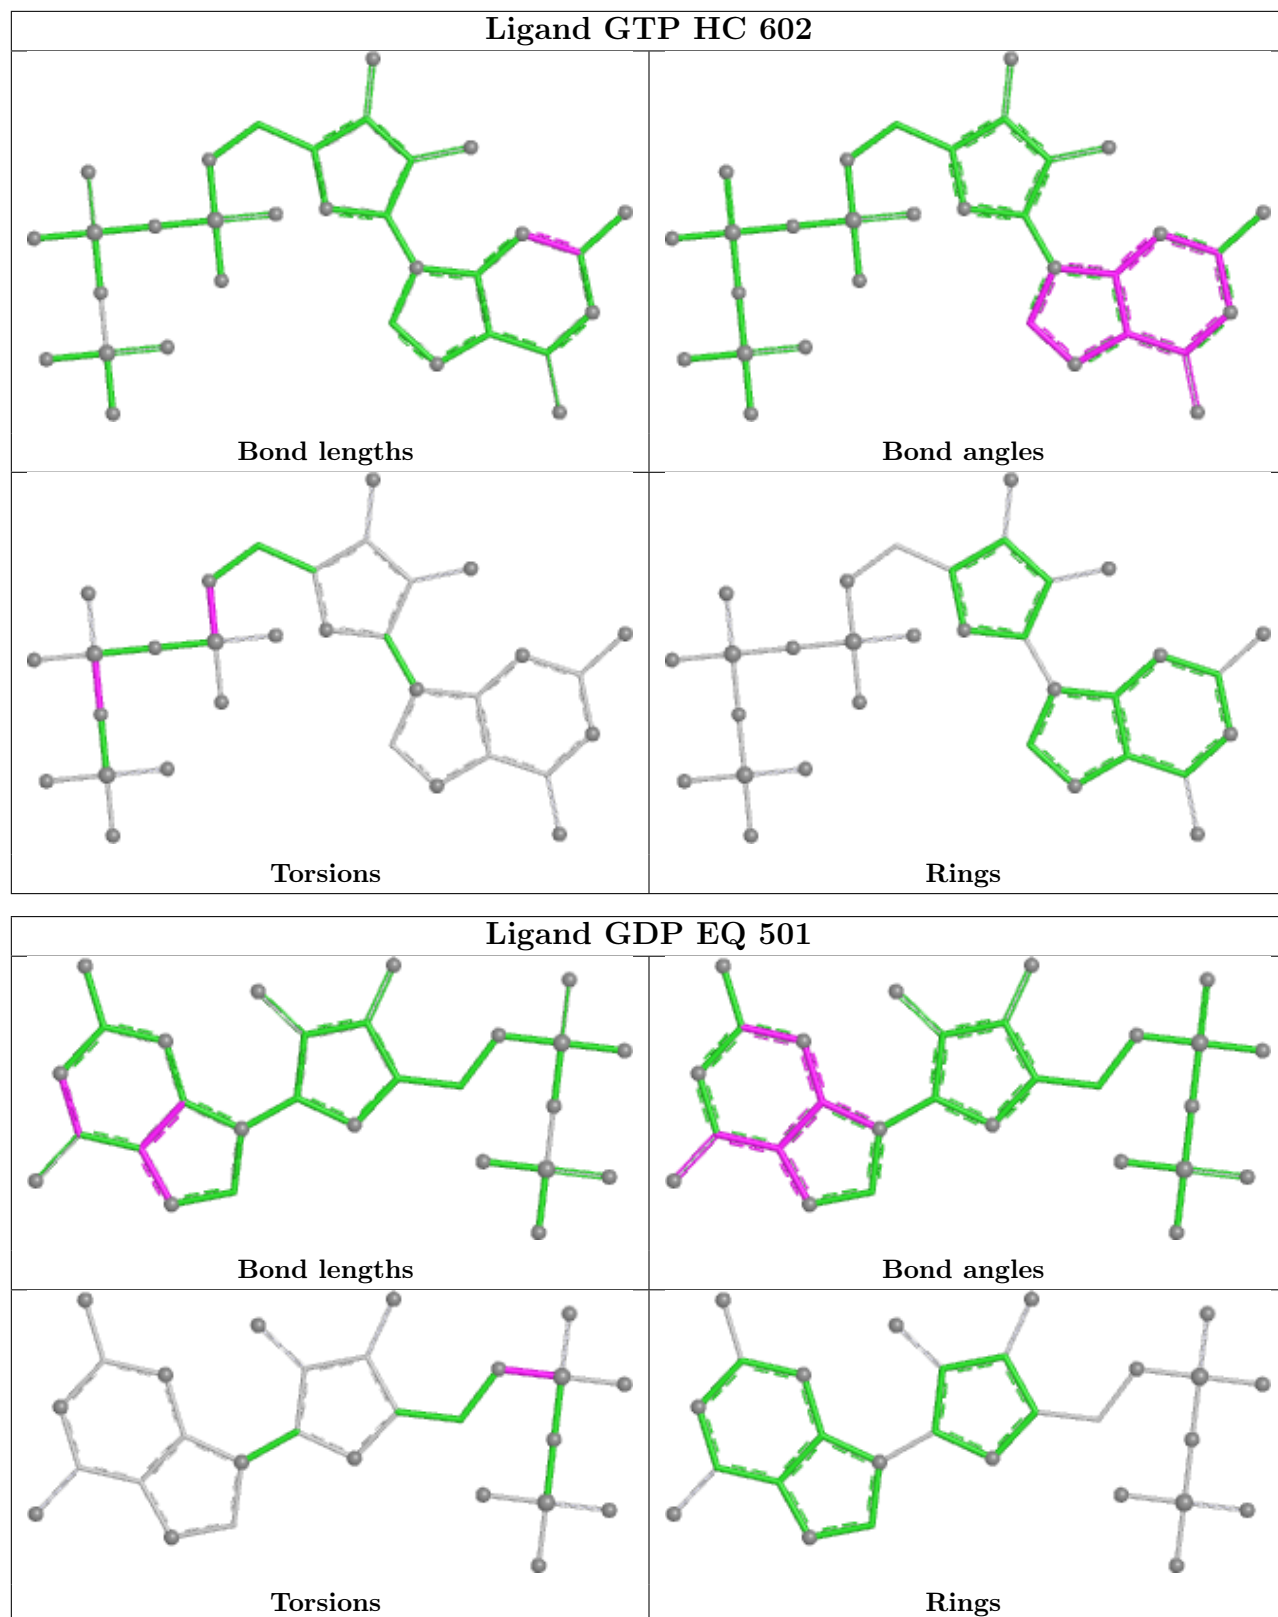 Ligand GTP HC 602
Bond lengths
Bond angles
Torsions
Rings
Ligand GDP EQ 501
Bond lengths
Bond angles
Torsions
Rings